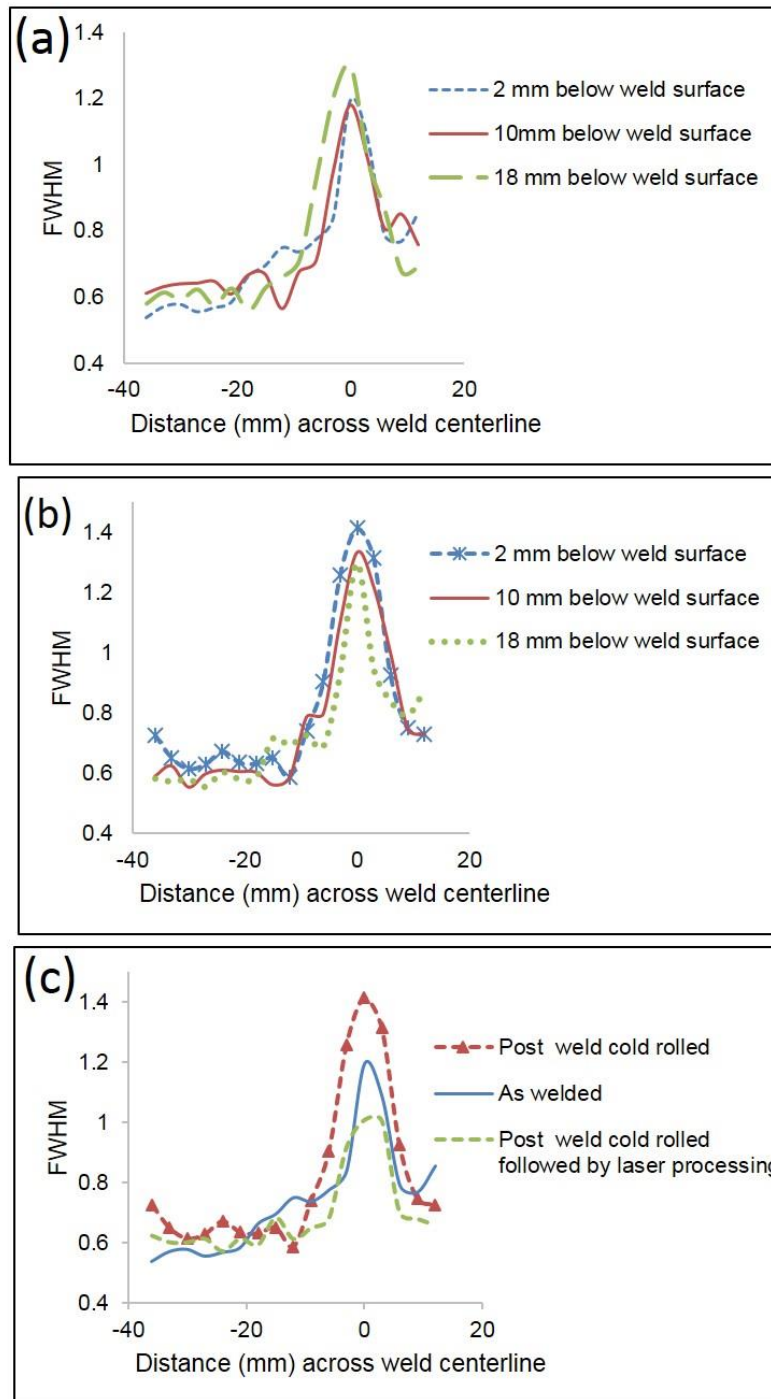 (a)
1.4
1.2
1
0.8
0.6
0.4
FWHM
-40
-20
0
20
Distance (mm) across weld centerline
2 mm below weld surface
10mm below weld surface
18 mm below weld surface
(b)
1.4
1.2
1
0.8
0.6
0.4
FWHM
-40
-20
0
20
Distance (mm) across weld centerline
2 mm below weld surface
10 mm below weld surface
18 mm below weld surface
(c)
1.4
1.2
1
0.8
0.6
0.4
FWHM
-40
-20
0
20
Distance (mm) across weld centerline
Post weld cold rolled
As welded
Post weld cold rolled
followed by laser processing